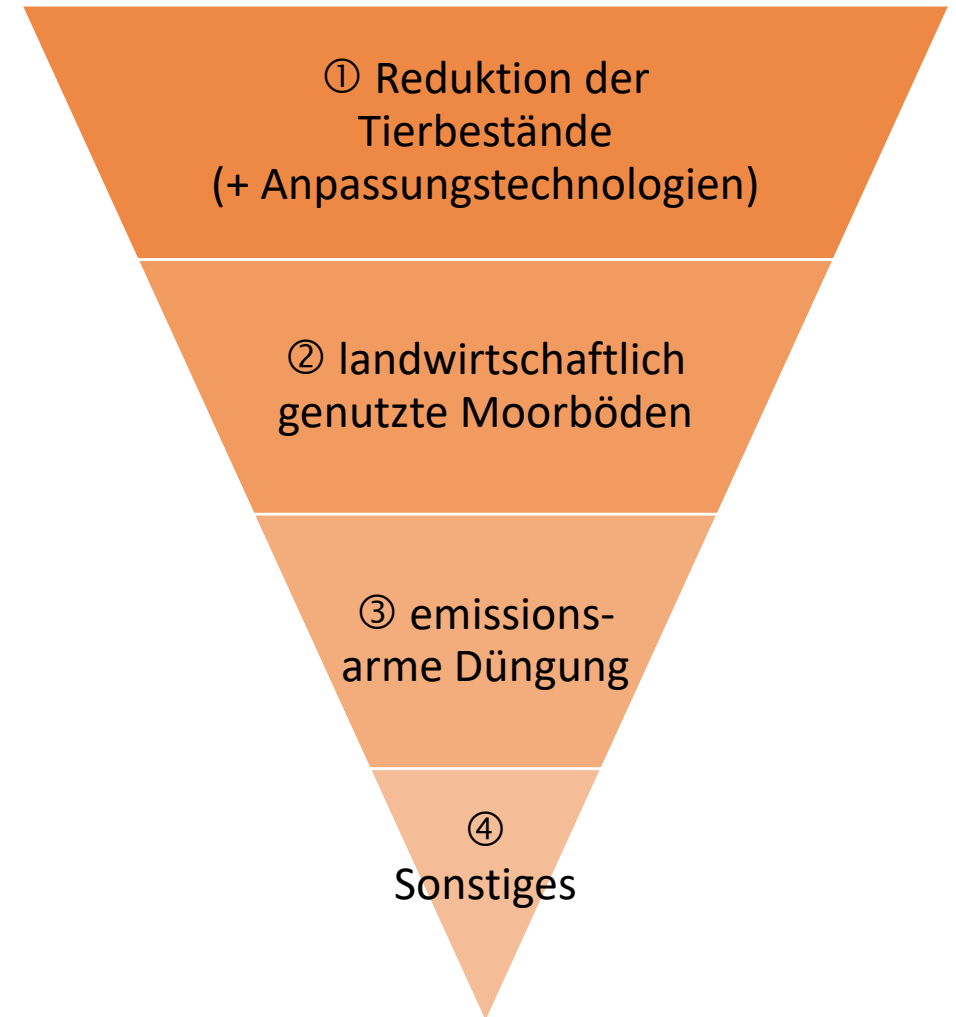 ① Reduktion der
Tierbestände
(+ Anpassungstechnologien)
② landwirtschaftlich
genutzte Moorböden
③ emissions-
arme Düngung
④
Sonstiges